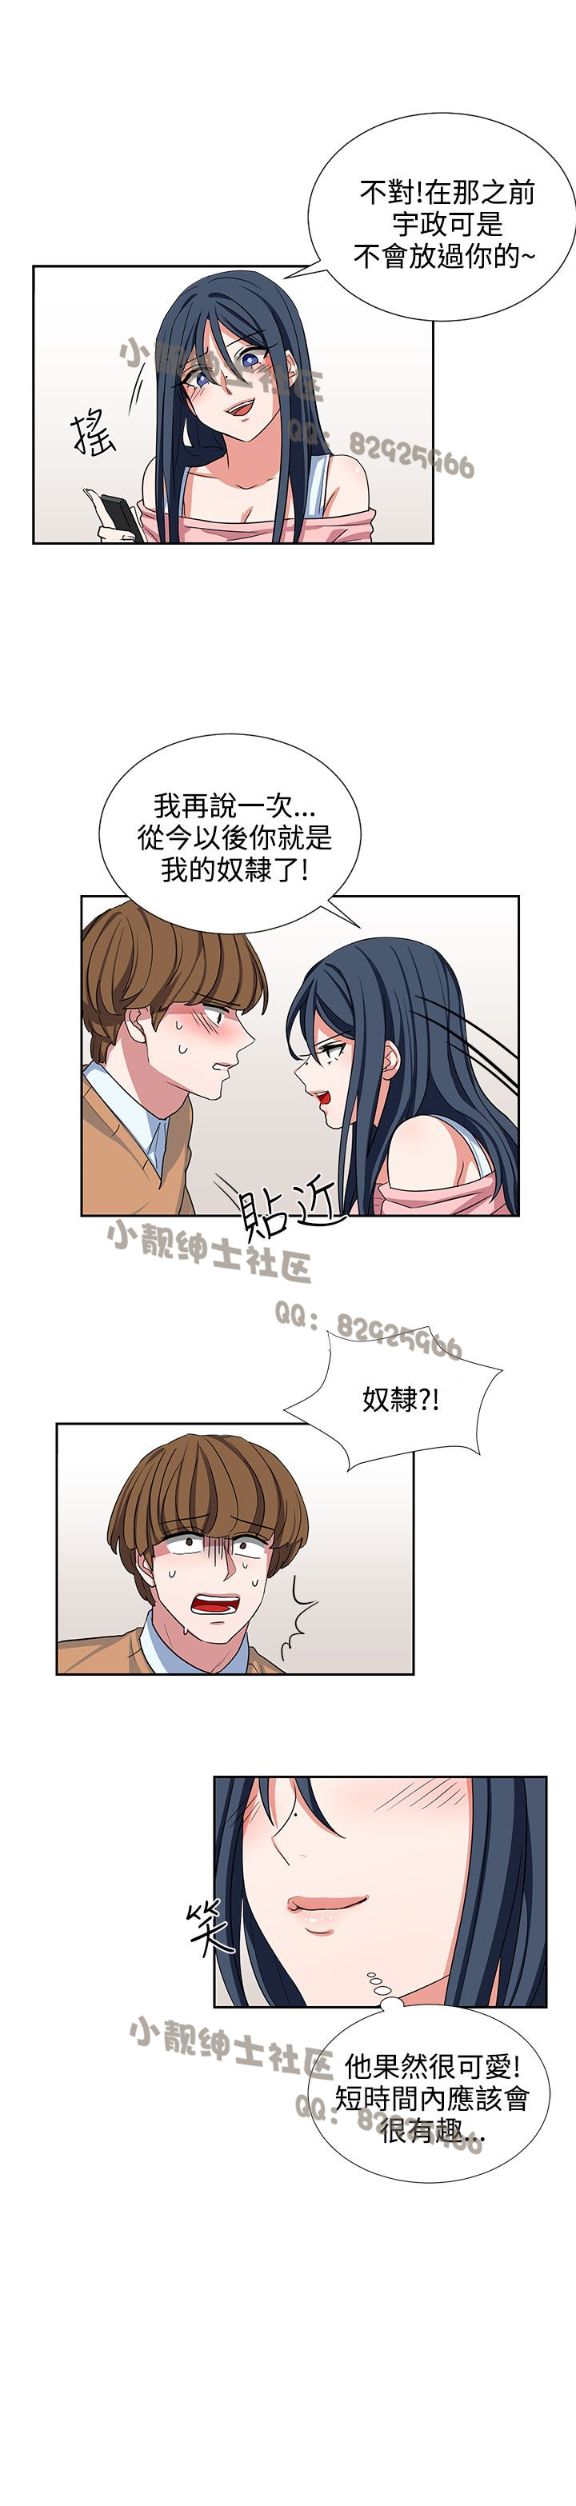 不對!在那之前
宇政可是
不會放過你的~
小靓绅士社区
QQ: 82925966
搖
我再說一次...
從今以後你就是
我的奴隸了!
貼近
小靓绅士社区
QQ: 82925966
奴隸?!
笑
小靓绅士社区
QQ: 82925966
他果然很可愛!
短時間內應該會
很有趣...